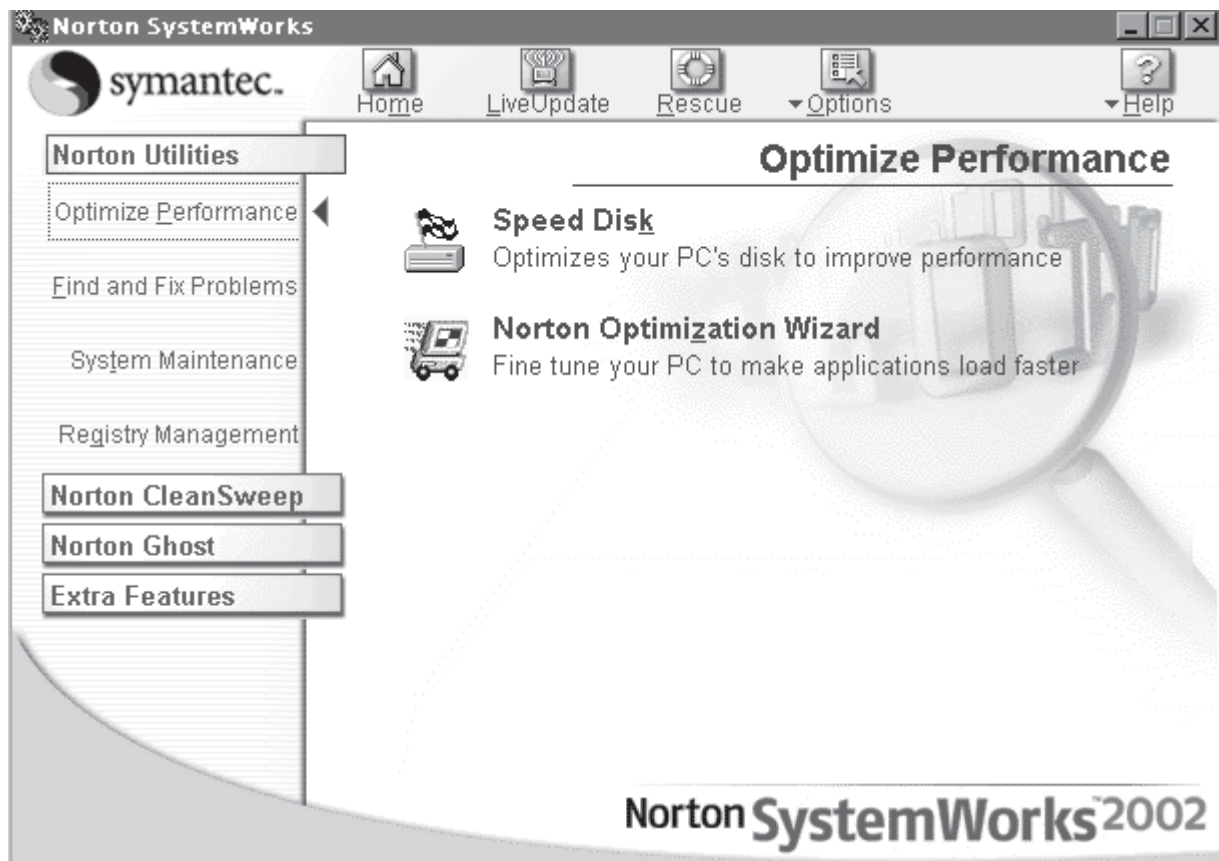 Norton SystemWorks
symantec.
Home
LiveUpdate
Rescue
Options
Help
Norton Utilities
Optimize Performance
Find and Fix Problems
System Maintenance
Registry Management
Norton CleanSweep
Norton Ghost
Extra Features
Optimize Performance
Speed Disk
Optimizes your PC's disk to improve performance
Norton Optimization Wizard
Fine tune your PC to make applications load faster
Norton SystemWorks™2002